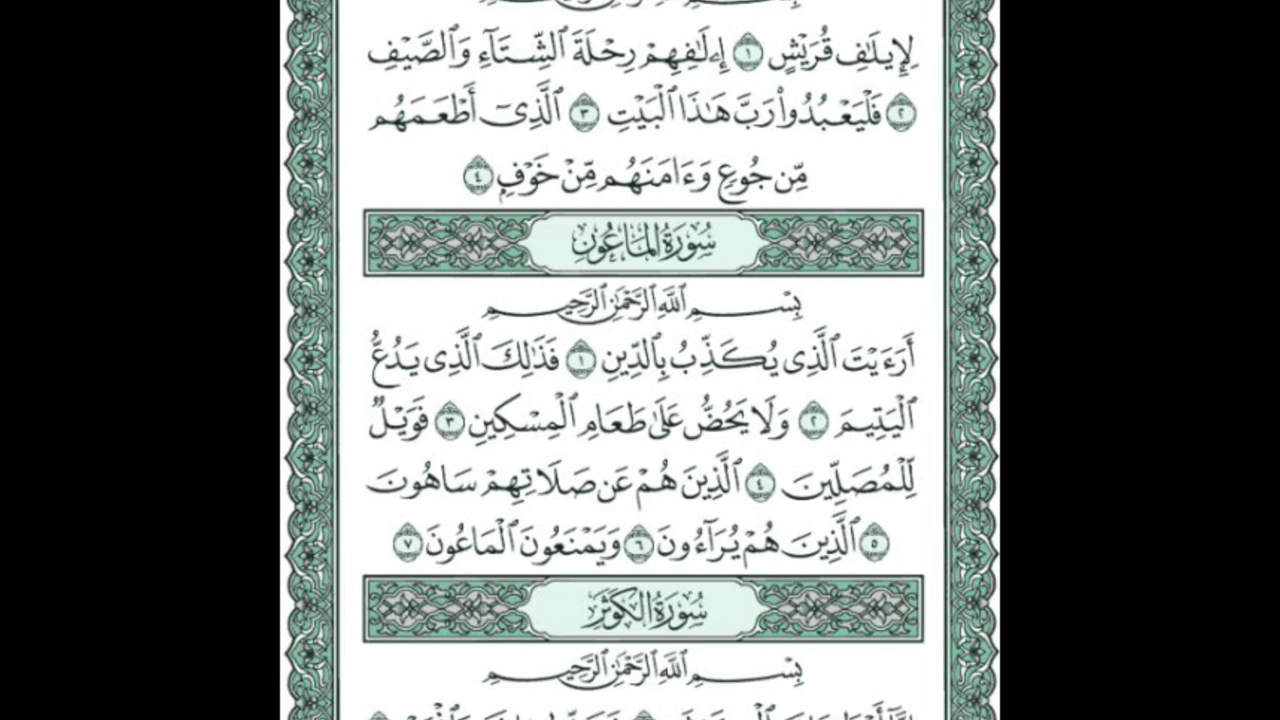 لِإِيلَٰفِ قُرَيْشٍ ١ إِۦلَٰفِهِمْ رِحْلَةَ ٱلشِّتَآءِ وَٱلصَّيْفِ
٢ فَلْيَعْبُدُوا۟ رَبَّ هَٰذَا ٱلْبَيْتِ ٣ ٱلَّذِىٓ أَطْعَمَهُم
مِّن جُوعٍ وَءَامَنَهُم مِّنْ خَوْفٍۭ ٤
سُورَةُ المَاعُونِ
بِسْمِ ٱللَّهِ ٱلرَّحْمَٰنِ ٱلرَّحِيمِ
أَرَءَيْتَ ٱلَّذِى يُكَذِّبُ بِٱلدِّينِ ١ فَذَٰلِكَ ٱلَّذِى يَدُعُّ
ٱلْيَتِيمَ ٢ وَلَا يَحُضُّ عَلَىٰ طَعَامِ ٱلْمِسْكِينِ ٣ فَوَيْلٌ
لِّلْمُصَلِّينَ ٤ ٱلَّذِينَ هُمْ عَن صَلَاتِهِمْ سَاهُونَ
٥ ٱلَّذِينَ هُمْ يُرَآءُونَ ٦ وَيَمْنَعُونَ ٱلْمَاعُونَ ٧
سُورَةُ الكَوْثَرِ
بِسْمِ ٱللَّهِ ٱلرَّحْمَٰنِ ٱلرَّحِيمِ